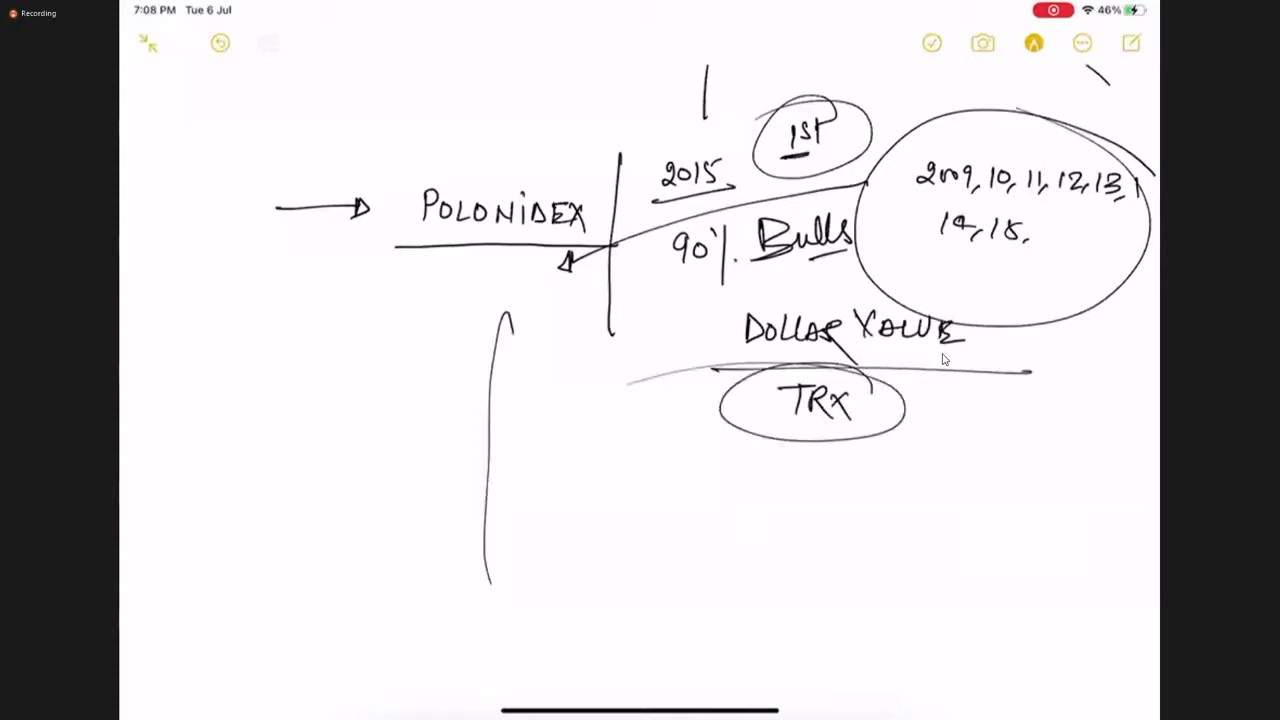 Recording
7:08 PM Tue 6 Jul
46%
1st
2015
2009, 10, 11, 12, 13,
14, 15,
POLONIDEX
90%. Bulls
DOLLAR VALUE
TRX